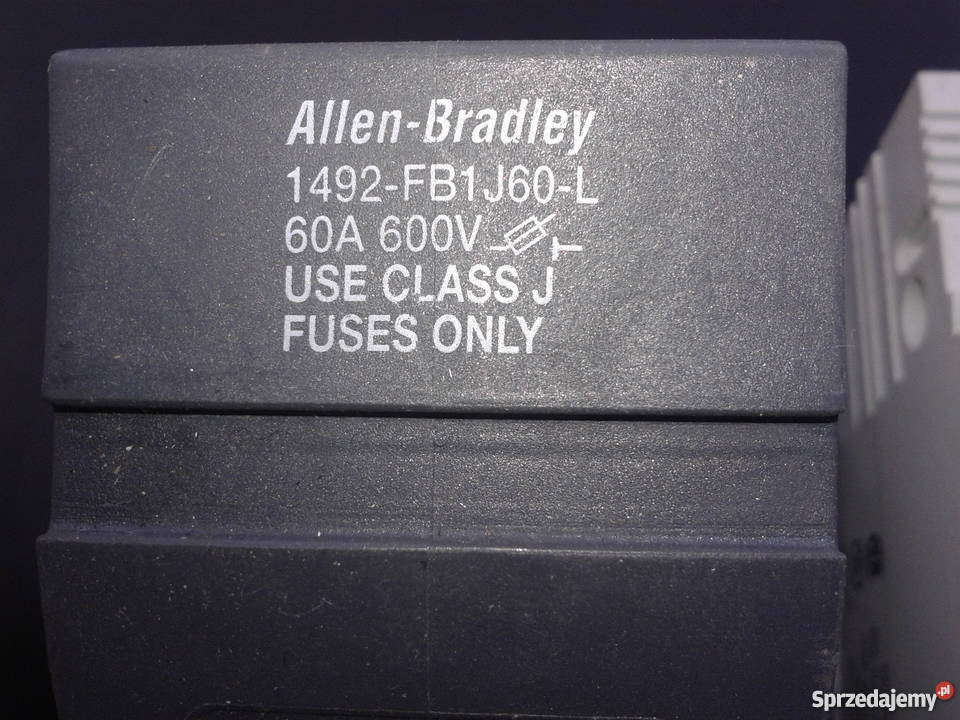 Allen-Bradley
1492-FB1J60-L
60A 600V
USE CLASS J
FUSES ONLY
Sprzedajemy.pl